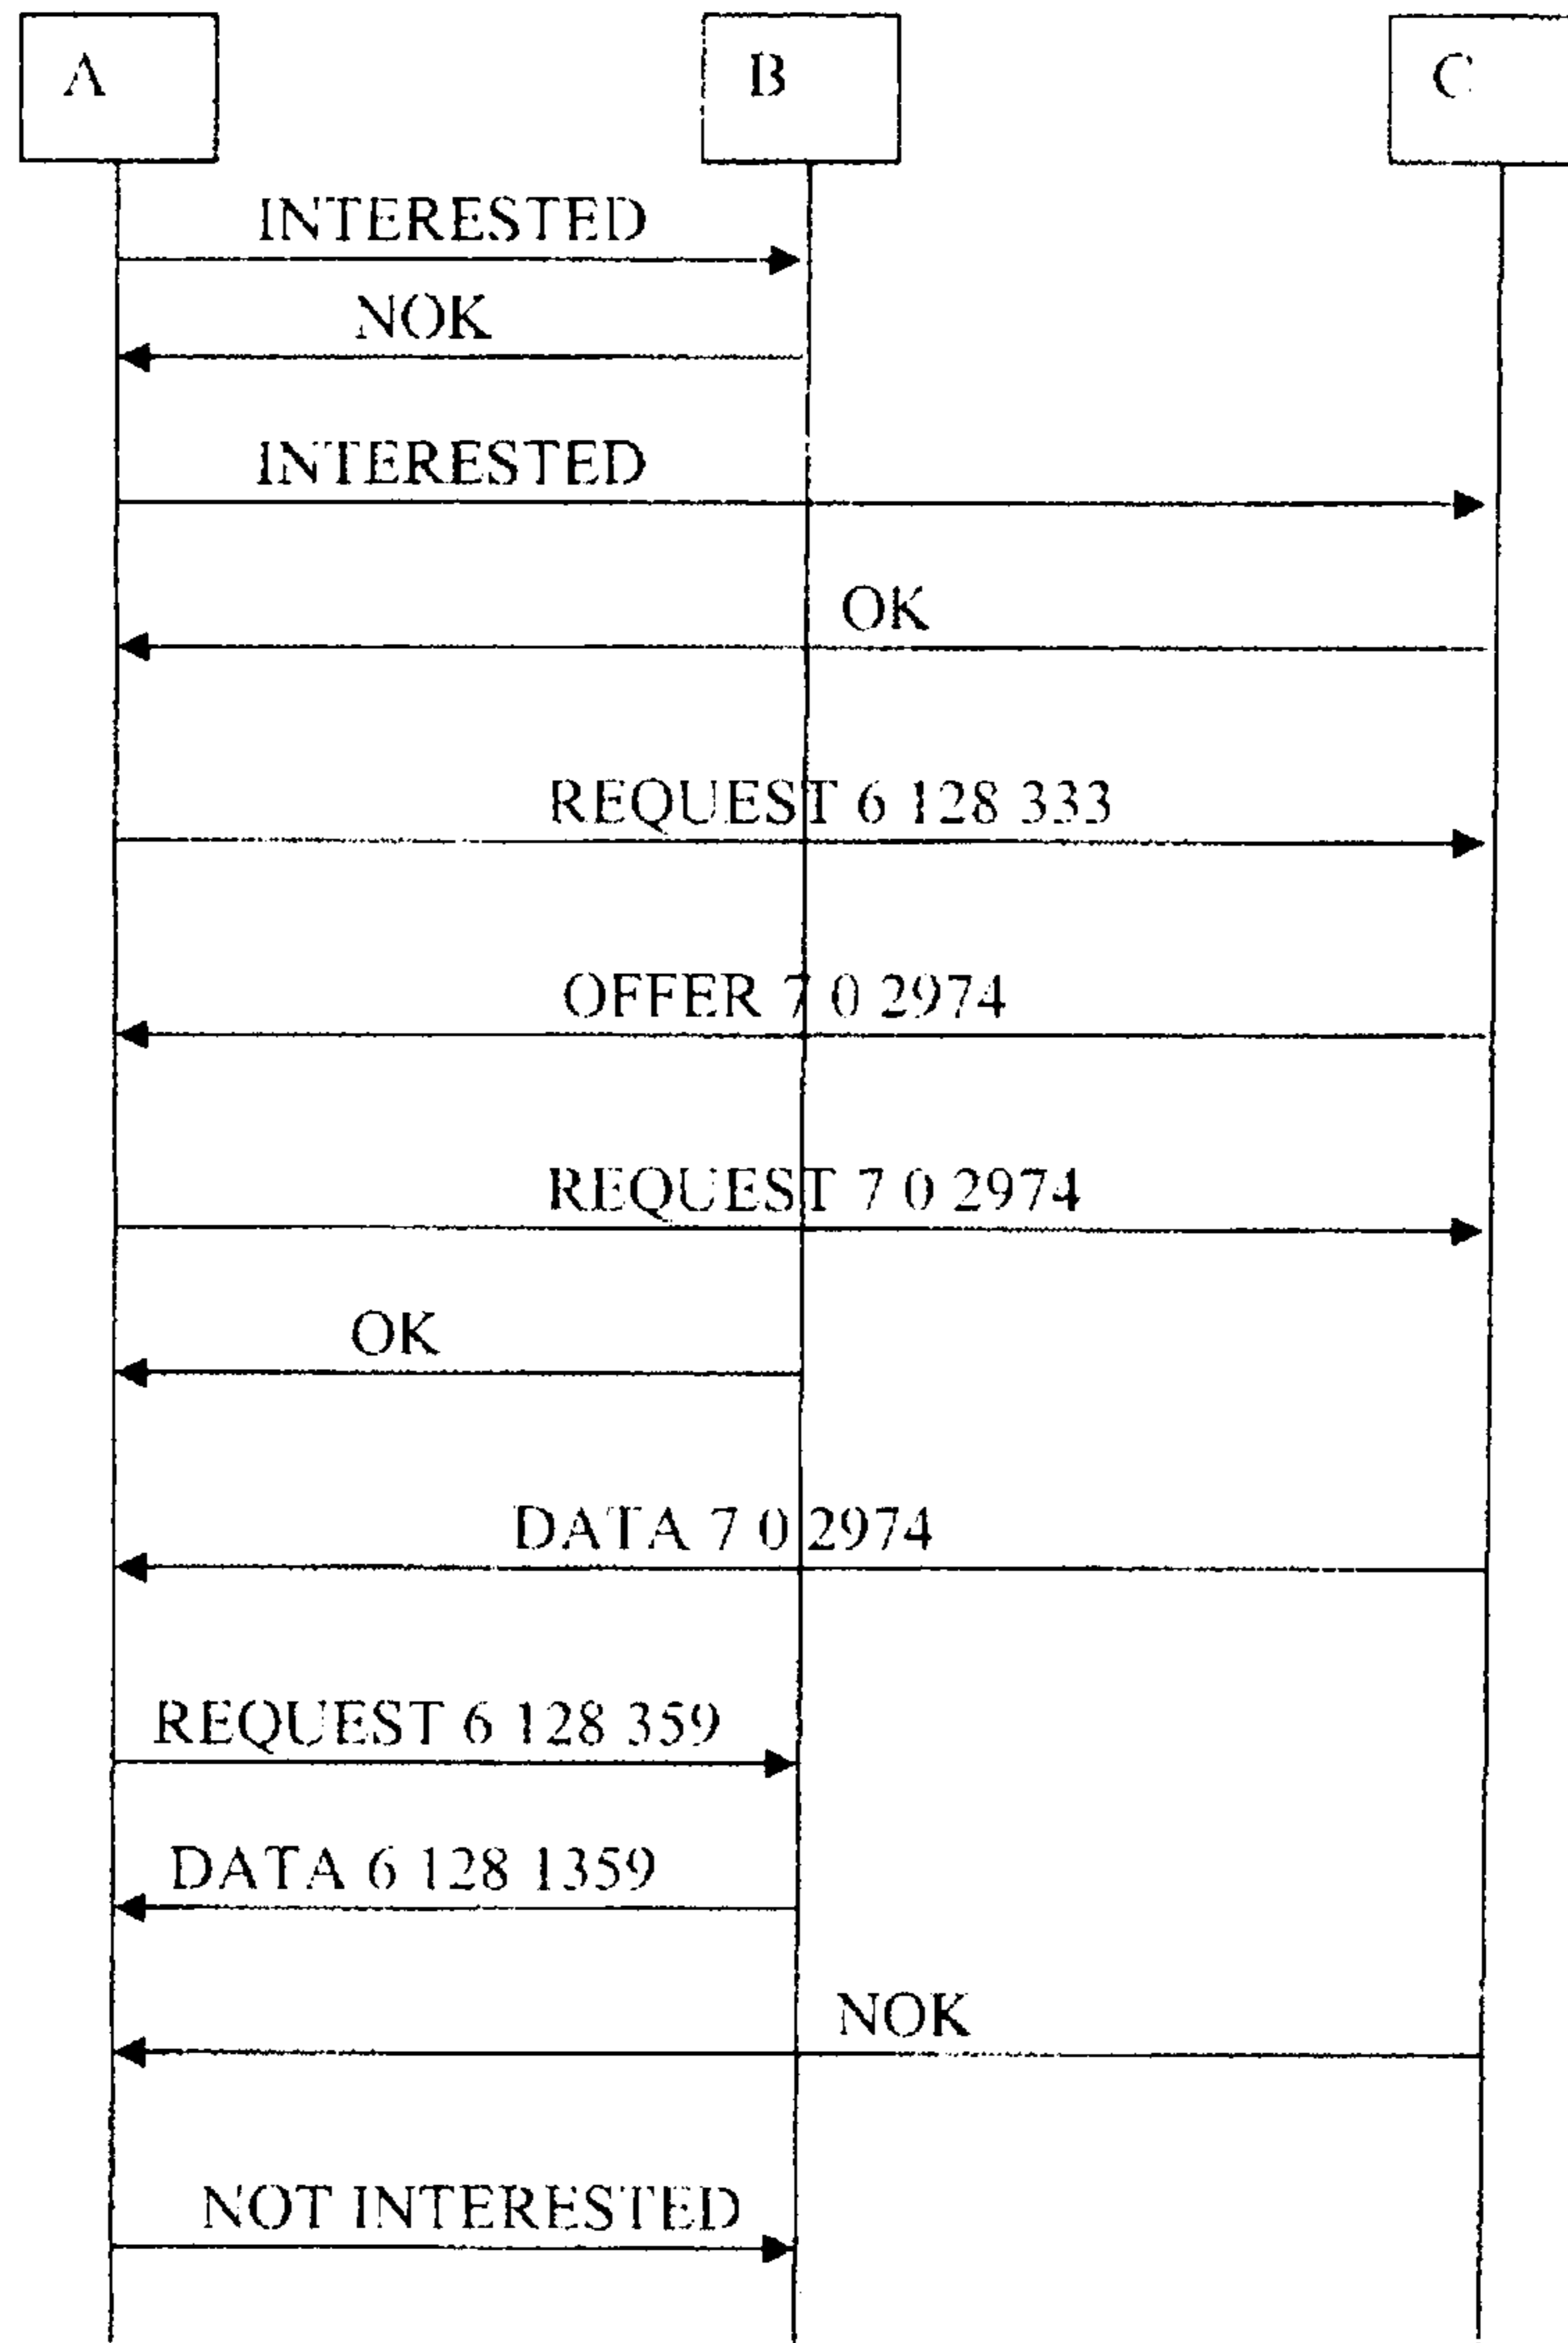 A
B
C
INTERESTED
NOK
INTERESTED
OK
REQUEST 6 128 333
OFFER 7 0 2974
REQUEST 7 0 2974
OK
DATA 7 0 2974
REQUEST 6 128 359
DATA 6 128 1359
NOK
NOT INTERESTED